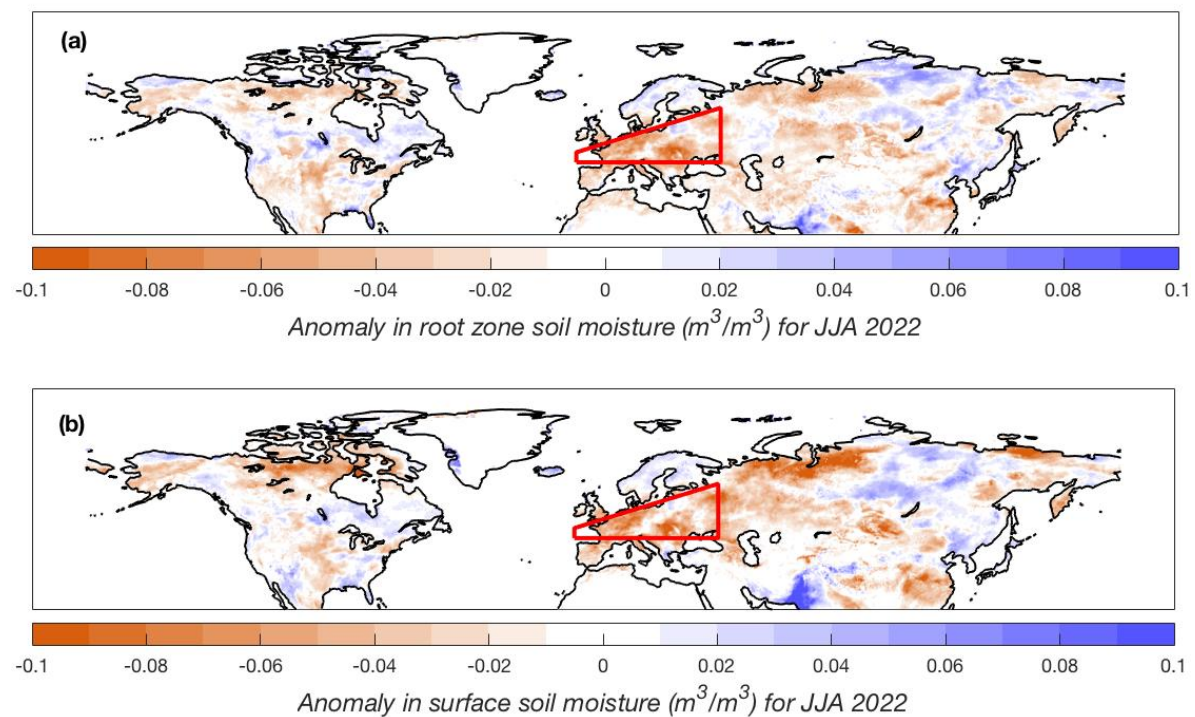 (a)
-0.1 -0.08 -0.06 -0.04 -0.02 0 0.02 0.04 0.06 0.08 0.1
Anomaly in root zone soil moisture (m³/m³) for JJA 2022
(b)
-0.1 -0.08 -0.06 -0.04 -0.02 0 0.02 0.04 0.06 0.08 0.1
Anomaly in surface soil moisture (m³/m³) for JJA 2022